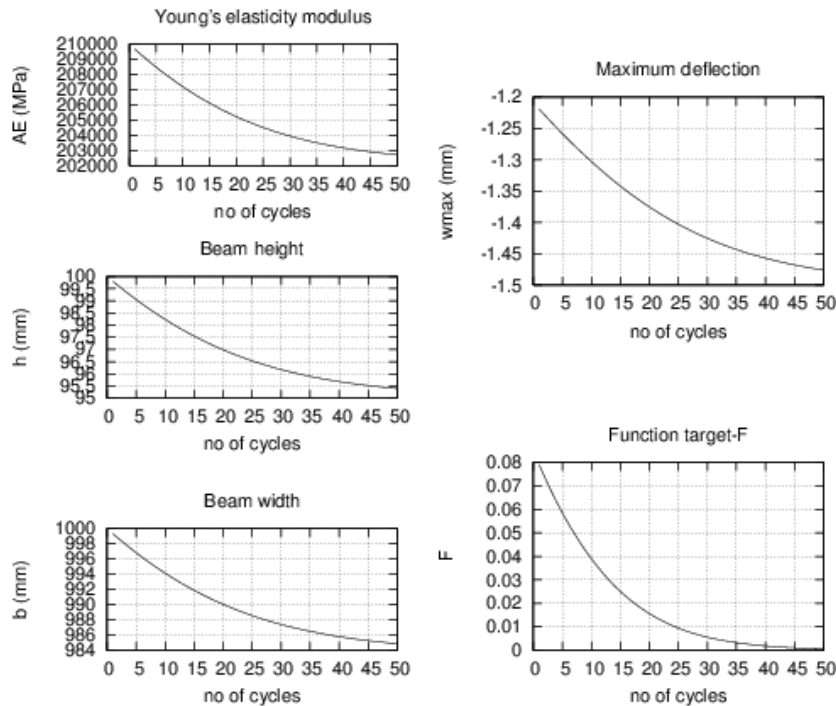 Young's elasticity modulus
AE (MPa)
210000
209000
208000
207000
206000
205000
204000
203000
202000
0 5 10 15 20 25 30 35 40 45 50
no of cycles
Beam height
h (mm)
100
99.5
99
98.5
98
97.5
97
96.5
96
95.5
95
0 5 10 15 20 25 30 35 40 45 50
no of cycles
Beam width
b (mm)
1000
998
996
994
992
990
988
986
984
0 5 10 15 20 25 30 35 40 45 50
no of cycles
Maximum deflection
wmax (mm)
-1.2
-1.25
-1.3
-1.35
-1.4
-1.45
-1.5
0 5 10 15 20 25 30 35 40 45 50
no of cycles
Function target-F
F
0.08
0.07
0.06
0.05
0.04
0.03
0.02
0.01
0
0 5 10 15 20 25 30 35 40 45 50
no of cycles